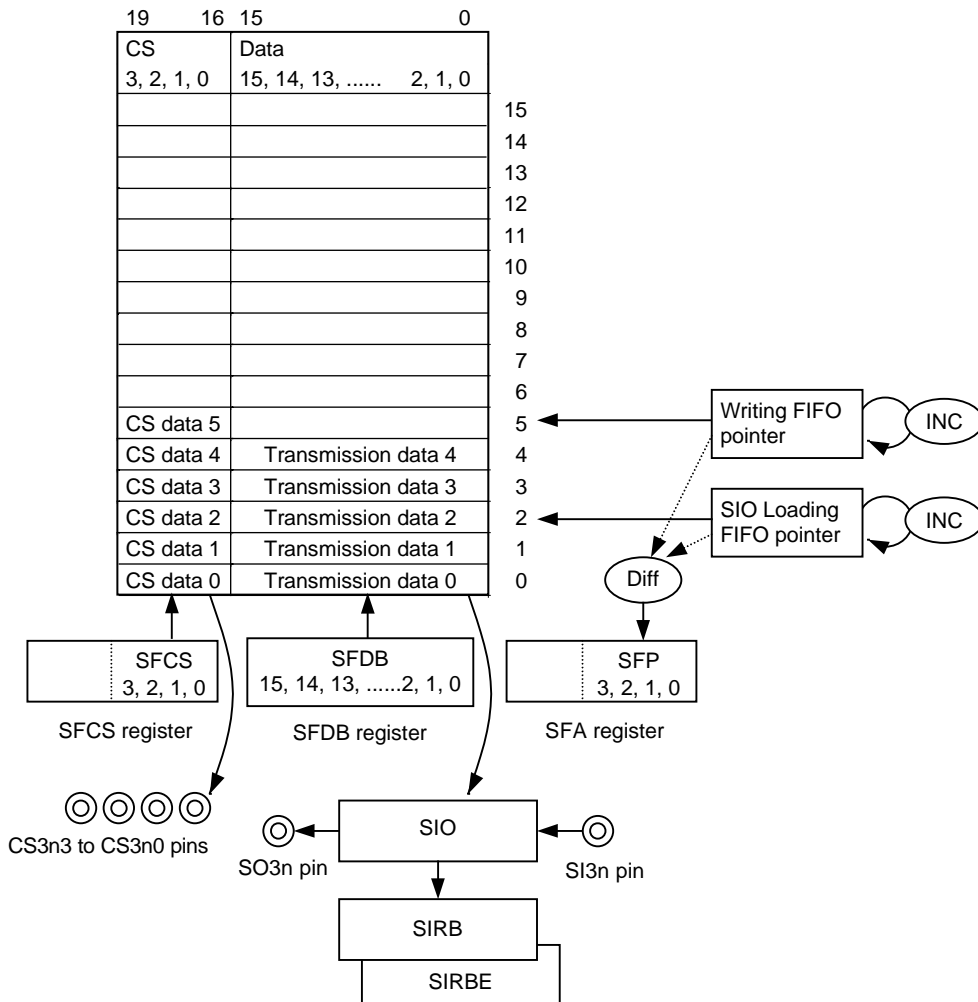 19 16 15 0
CS Data
3, 2, 1, 0 15, 14, 13, ...... 2, 1, 0
15
14
13
12
11
10
9
8
7
6
CS data 5 5
CS data 4 Transmission data 4 4
CS data 3 Transmission data 3 3
CS data 2 Transmission data 2 2
CS data 1 Transmission data 1 1
CS data 0 Transmission data 0 0
Writing FIFO
pointer
INC
SIO Loading
FIFO pointer
INC
Diff
SFCS
3, 2, 1, 0
SFCS register
SFDB
15, 14, 13, ......2, 1, 0
SFDB register
SFP
3, 2, 1, 0
SFA register
CS3n3 to CS3n0 pins
SO3n pin
SIO
SI3n pin
SIRB
SIRBE